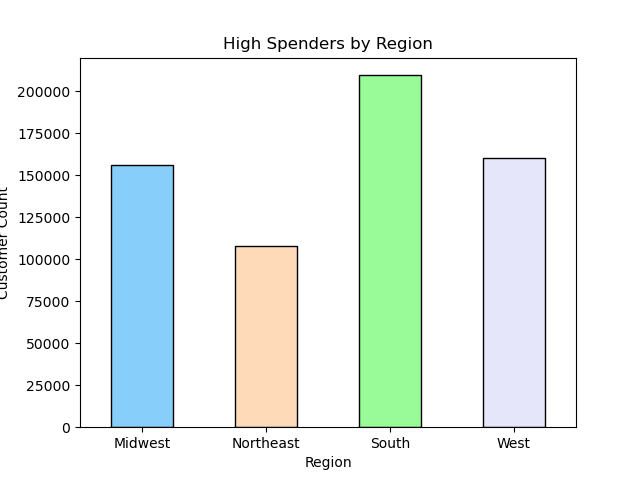 High Spenders by Region
Customer Count
200000
175000
150000
125000
100000
75000
50000
25000
0
Midwest Northeast South West
Region